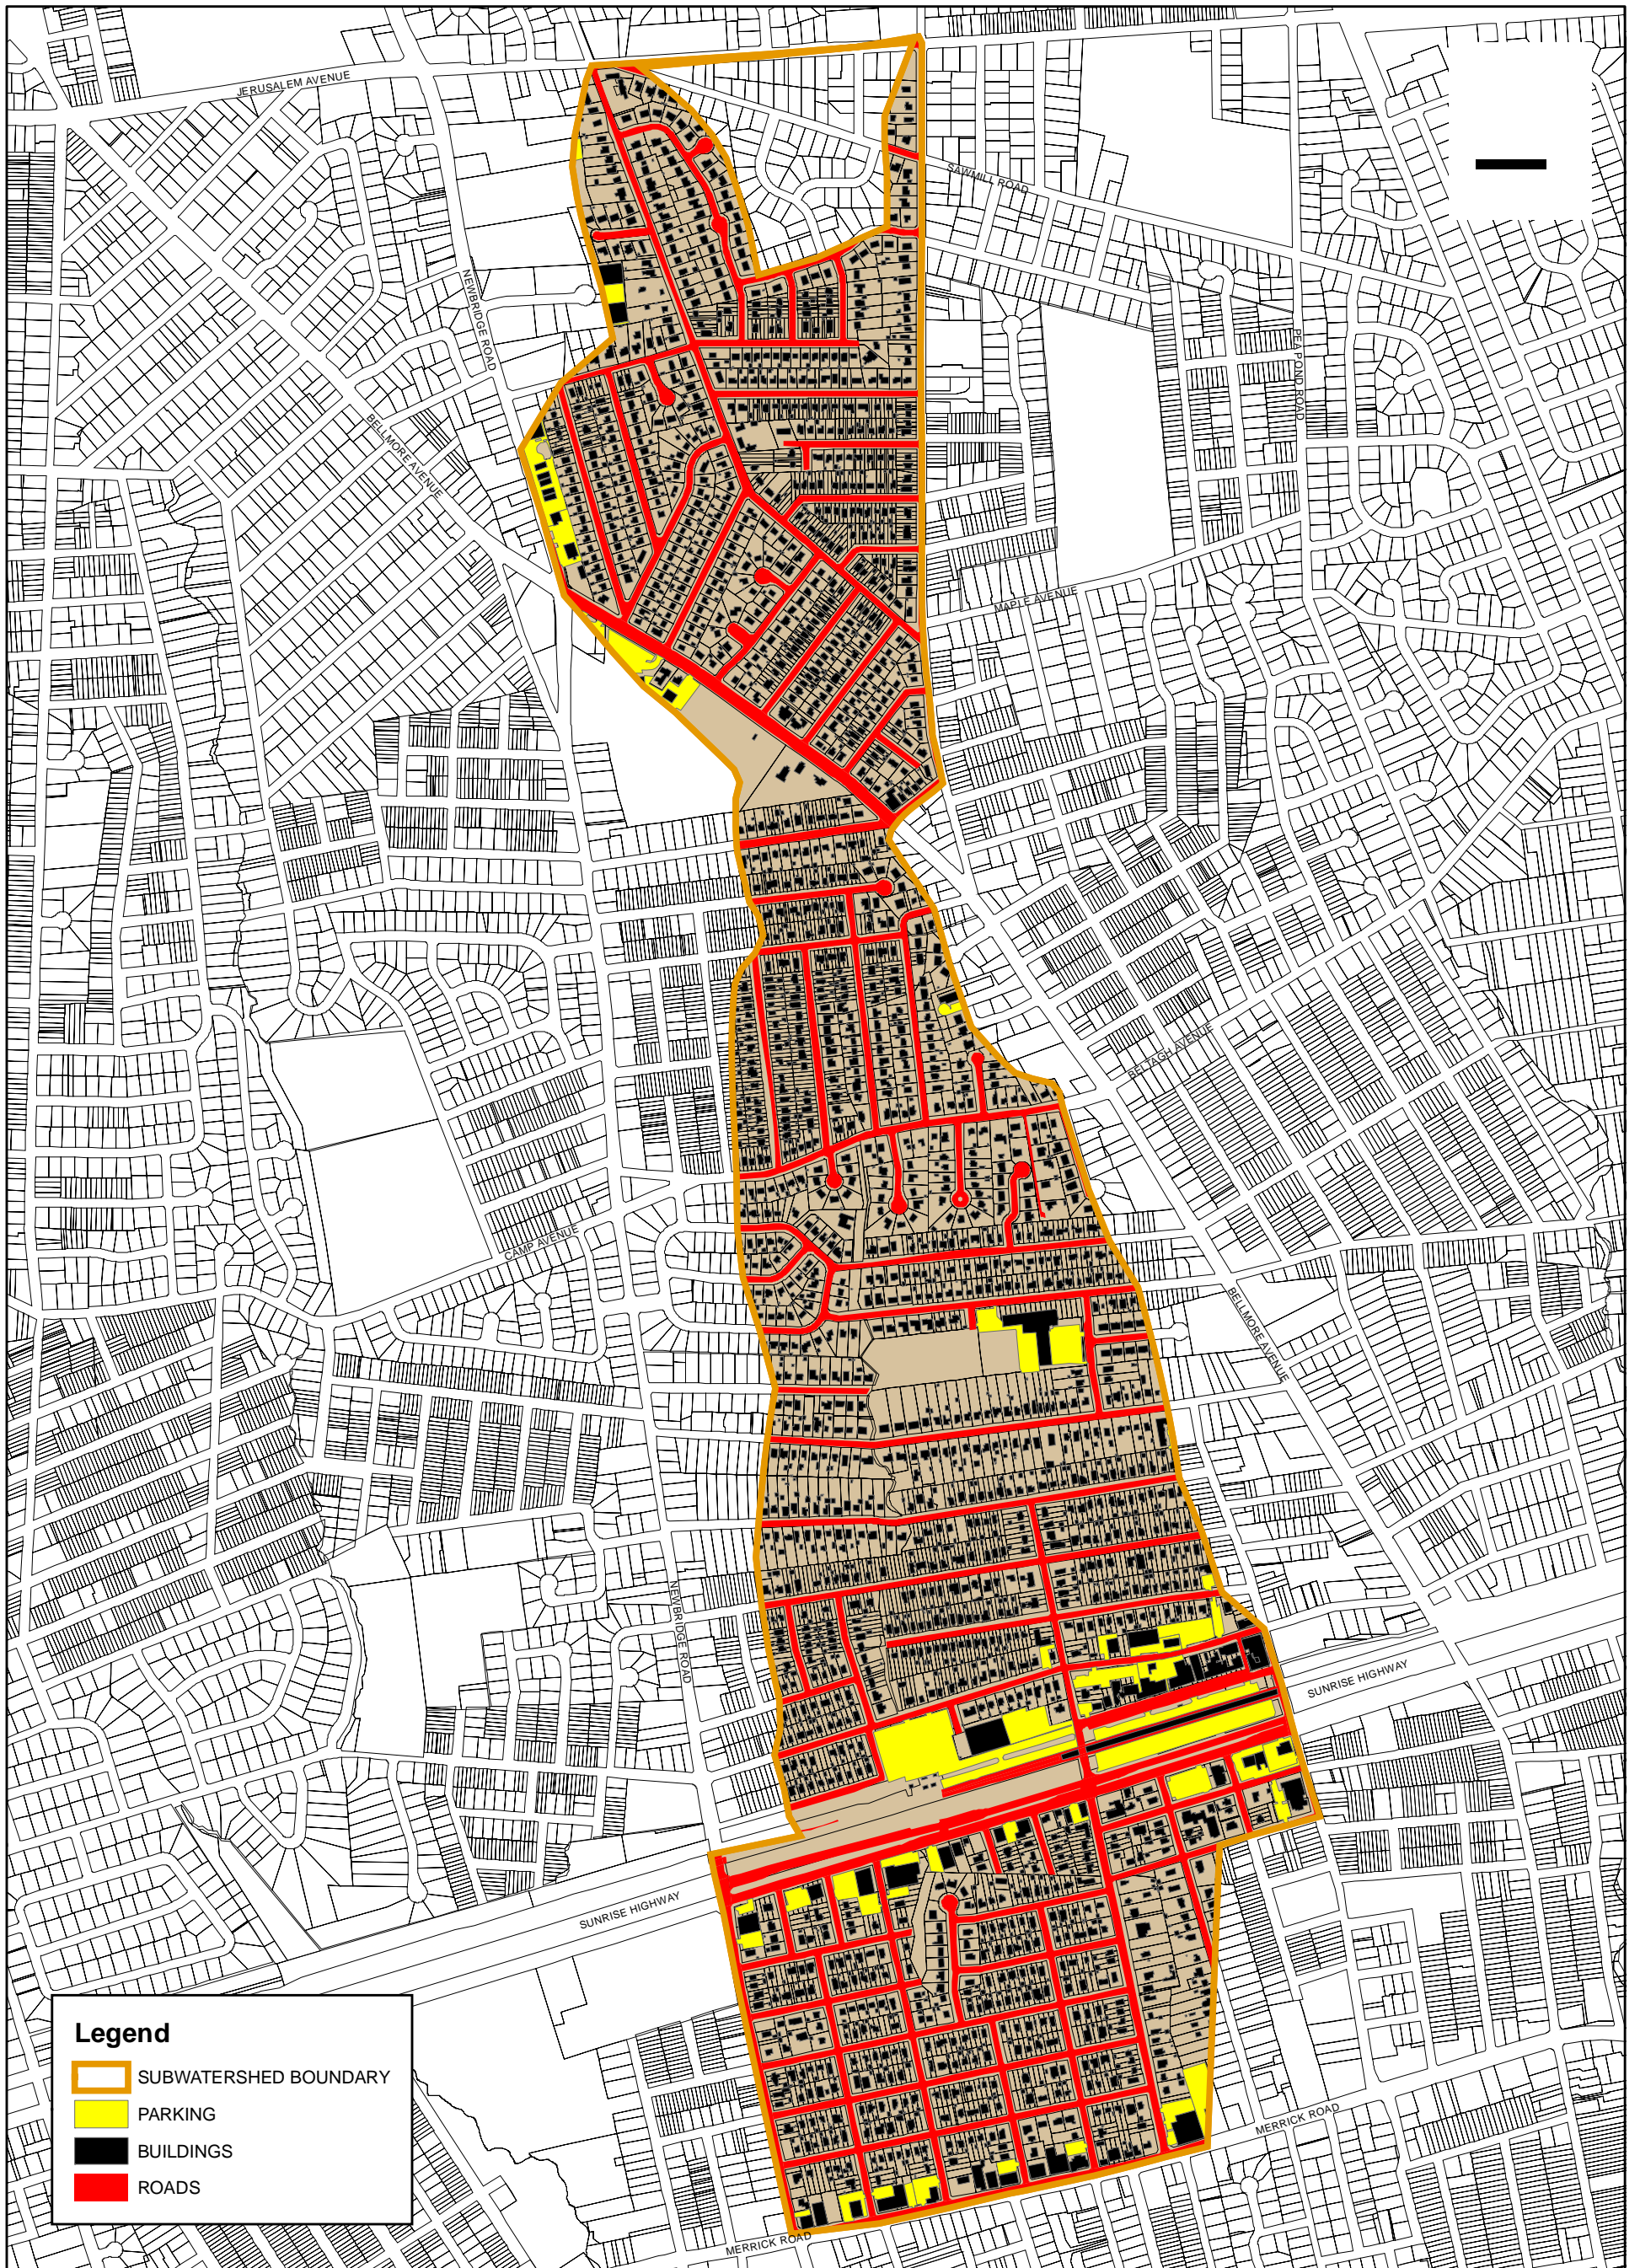 JERUSALEM AVENUE
SAWMILL ROAD
NEWBRIDGE ROAD
PEA POND ROAD
BELLMORE AVENUE
MAPLE AVENUE
BELTAGH AVENUE
CAMP AVENUE
BELLMORE AVENUE
NEWBRIDGE ROAD
SUNRISE HIGHWAY
SUNRISE HIGHWAY
MERRICK ROAD
MERRICK ROAD
Legend
SUBWATERSHED BOUNDARY
PARKING
BUILDINGS
ROADS